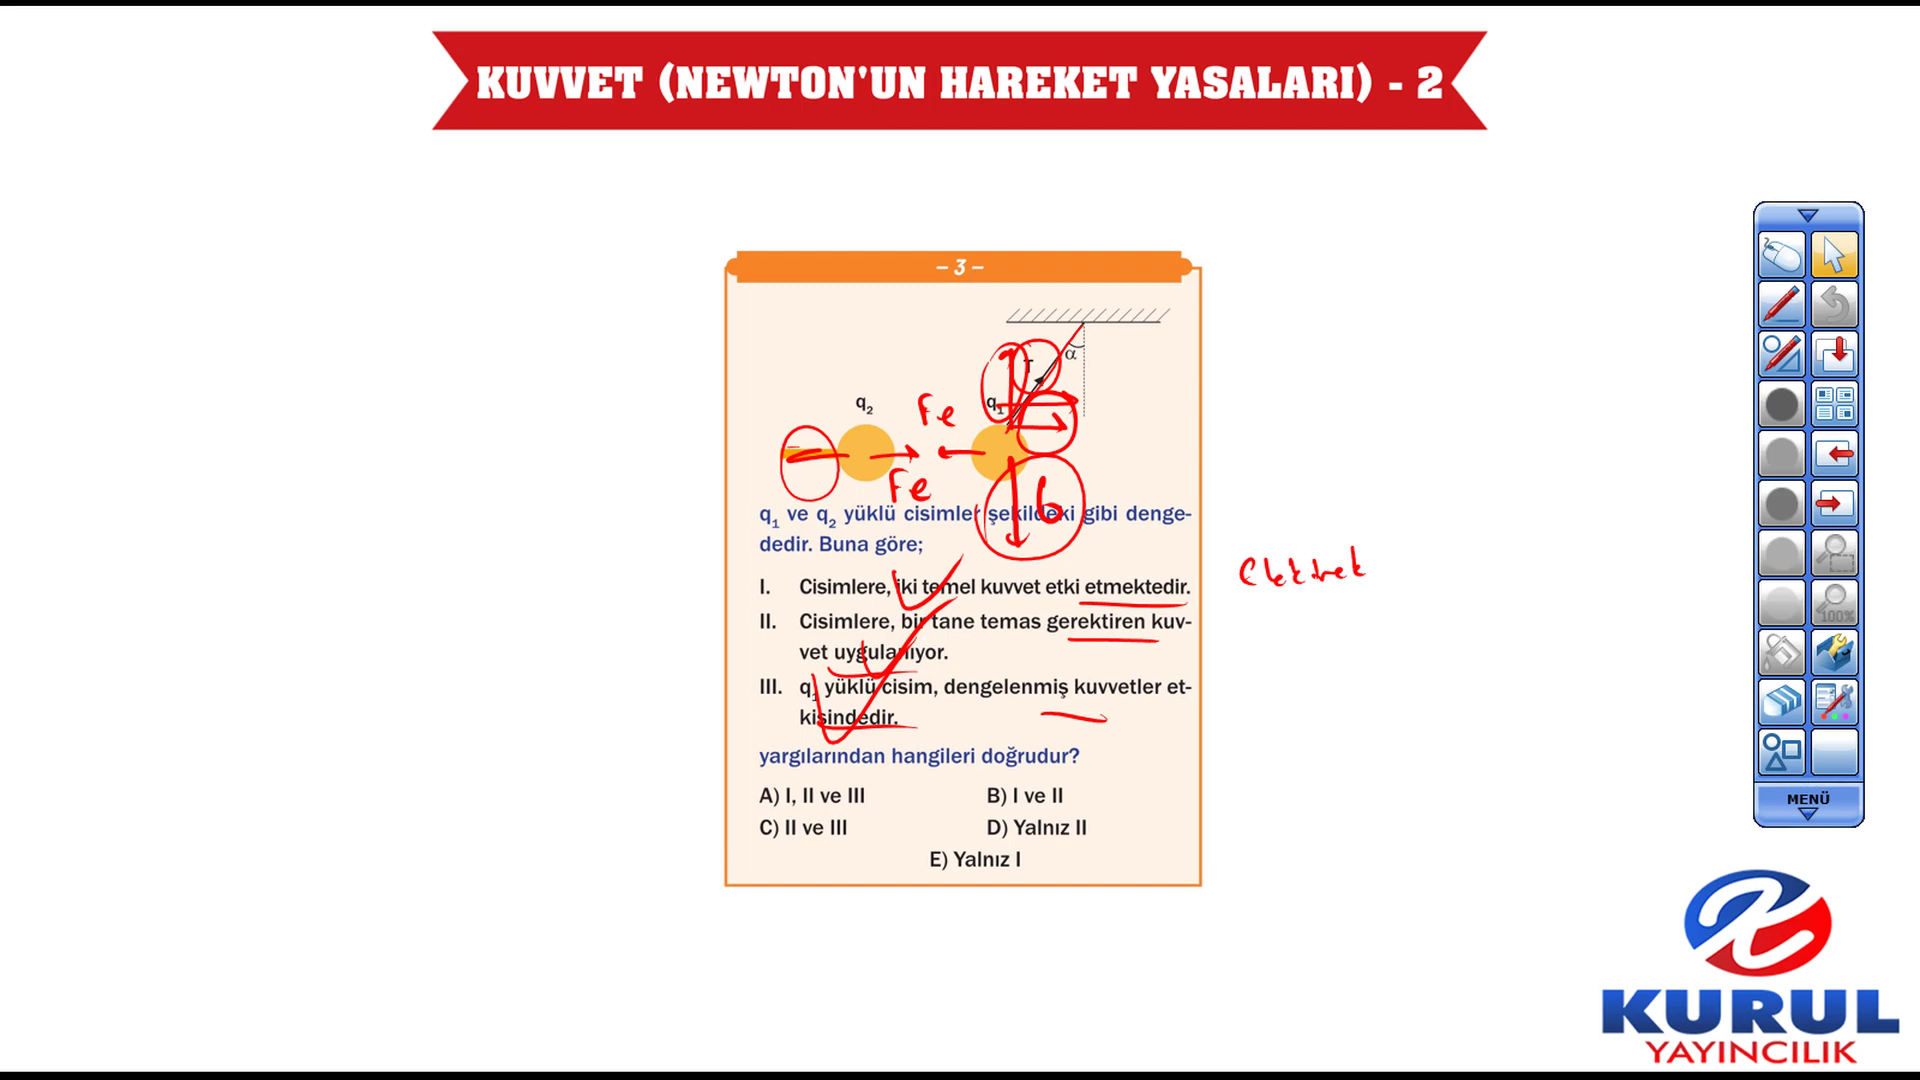 KUVVET (NEWTON'UN HAREKET YASALARI) - 2
– 3 –
α
T
q2
Fe
q1
Fe
G
q1 ve q2 yüklü cisimler şekildeki gibi denge-
dedir. Buna göre;
Elektrik
I. Cisimlere, iki temel kuvvet etki etmektedir.
II. Cisimlere, bir tane temas gerektiren kuv-
vet uygulanıyor.
III. q1 yüklü cisim, dengelenmiş kuvvetler et-
kisindedir.
yargılarından hangileri doğrudur?
A) I, II ve III
B) I ve II
C) II ve III
D) Yalnız II
E) Yalnız I
100%
MENÜ
KURUL
YAYINCILIK